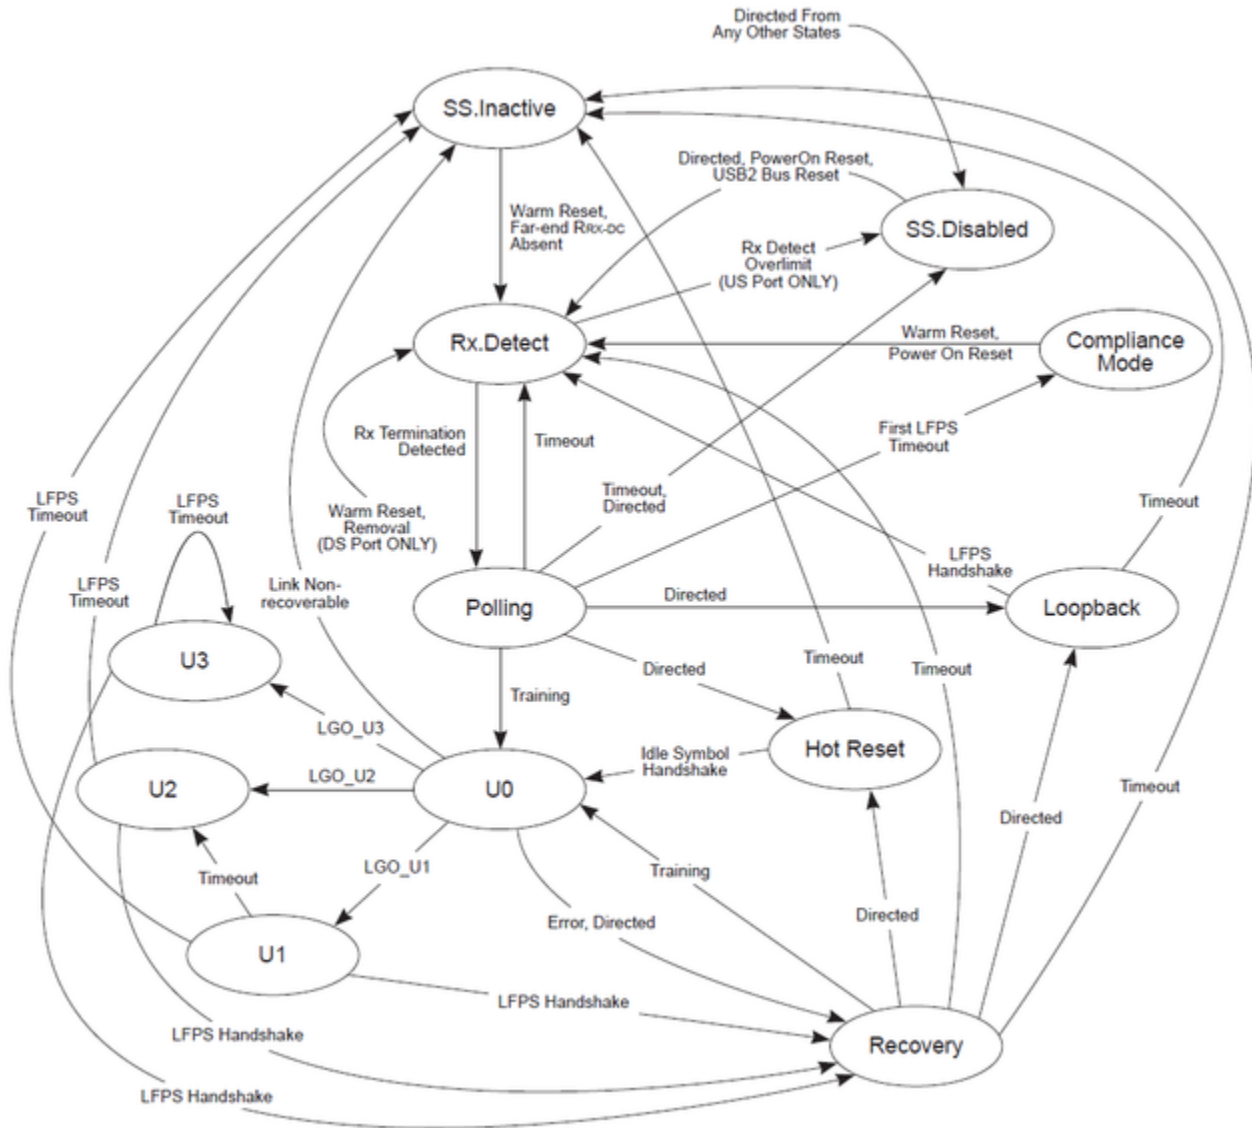 Directed From
Any Other States
SS.Inactive
Directed, PowerOn Reset,
USB2 Bus Reset
Warm Reset,
Far-end RRX-DC
Absent
SS.Disabled
Rx Detect
Overlimit
(US Port ONLY)
Rx.Detect
Warm Reset,
Power On Reset
Compliance
Mode
Rx Termination
Detected
Timeout
First LFPS
Timeout
LFPS
Timeout
LFPS
Timeout
Timeout,
Directed
Timeout
Warm Reset,
Removal
(DS Port ONLY)
LFPS
Handshake
LFPS
Timeout
Link Non-
recoverable
Polling
Directed
Loopback
U3
Directed
Timeout
Timeout
Training
LGO_U3
Idle Symbol
Handshake
Hot Reset
LGO_U2
U2
U0
Timeout
Directed
LGO_U1
Timeout
Training
Error, Directed
Directed
U1
LFPS Handshake
LFPS Handshake
Recovery
LFPS Handshake